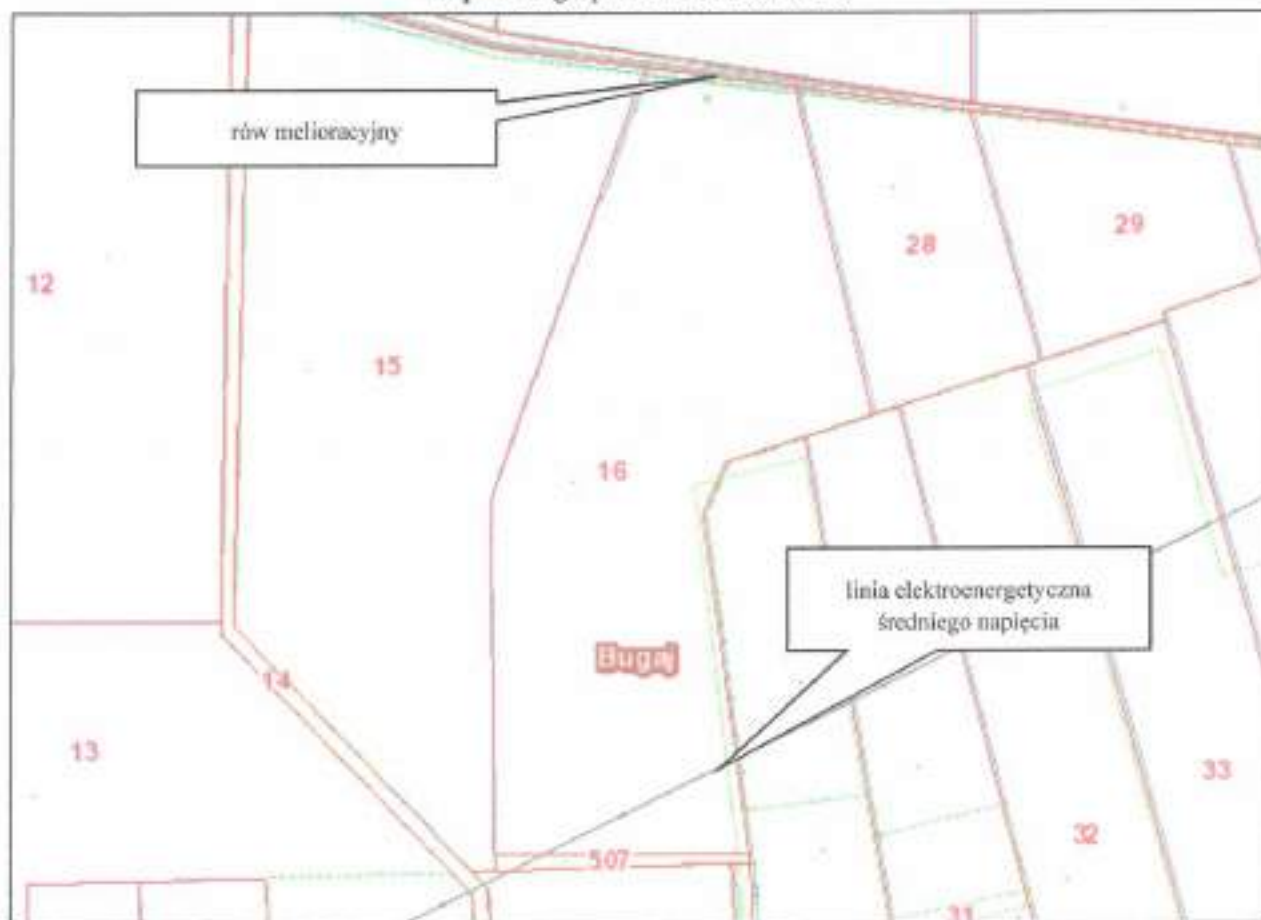 rów melioracyjny
29
28
12
15
16
linia elektroenergetyczna
średniego napięcia
Bugaj
14
13
33
32
507
31